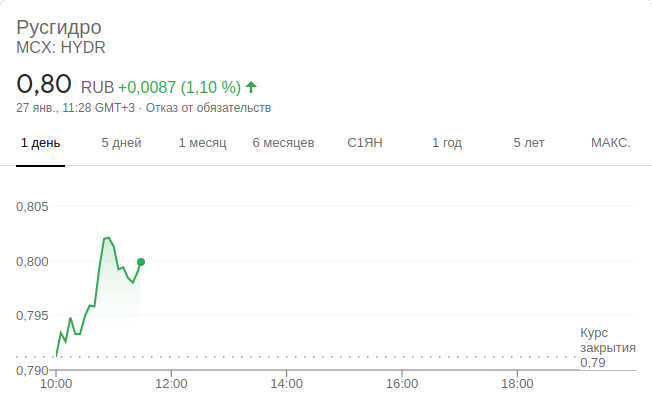 Русгидро
MCX: HYDR
0,80 RUB +0,0087 (1,10 %)
27 янв., 11:28 GMT+3 · Отказ от обязательств
1 день 5 дней 1 месяц 6 месяцев С1ЯН 1 год 5 лет МАКС.
0,805
0,800
0,795
0,790
Курс
закрытия
0,79
10:00 12:00 14:00 16:00 18:00